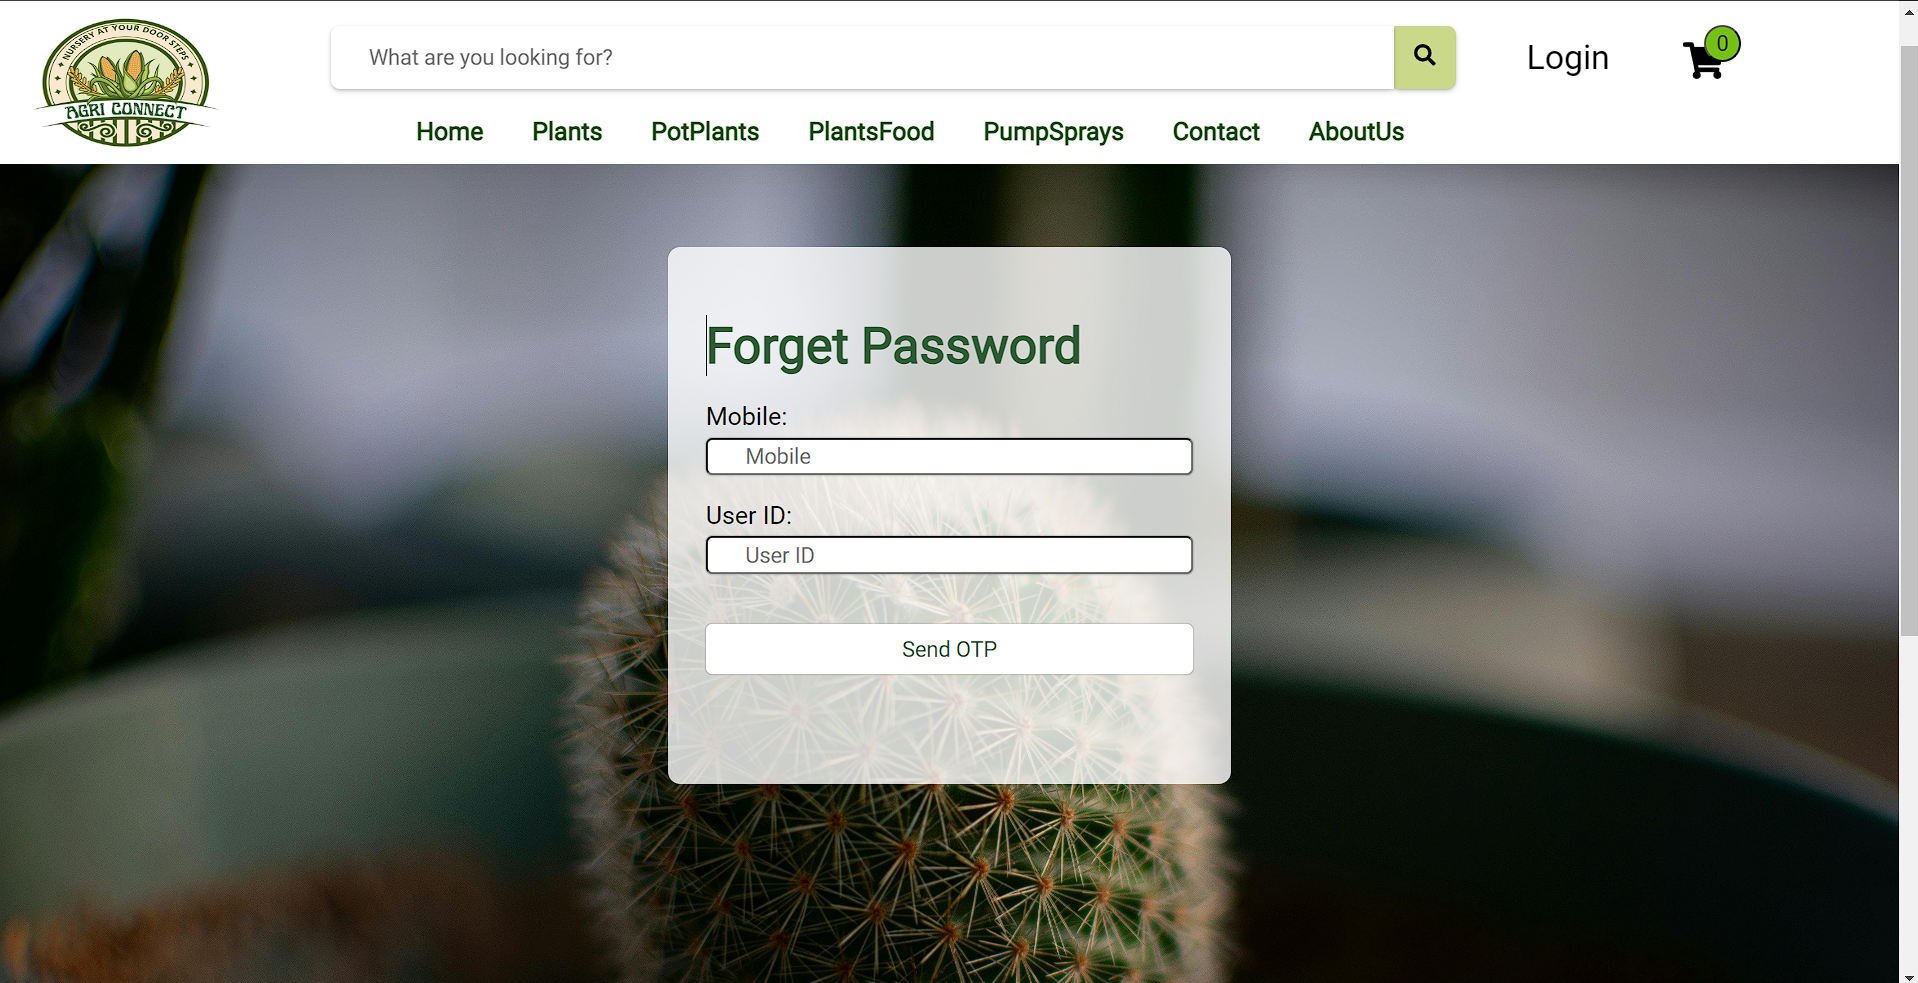 NURSERY AT YOUR DOOR STEPS
AGRI CONNECT
What are you looking for?
Login
0
Home Plants PotPlants PlantsFood PumpSprays Contact AboutUs
Forget Password
Mobile:
Mobile
User ID:
User ID
Send OTP